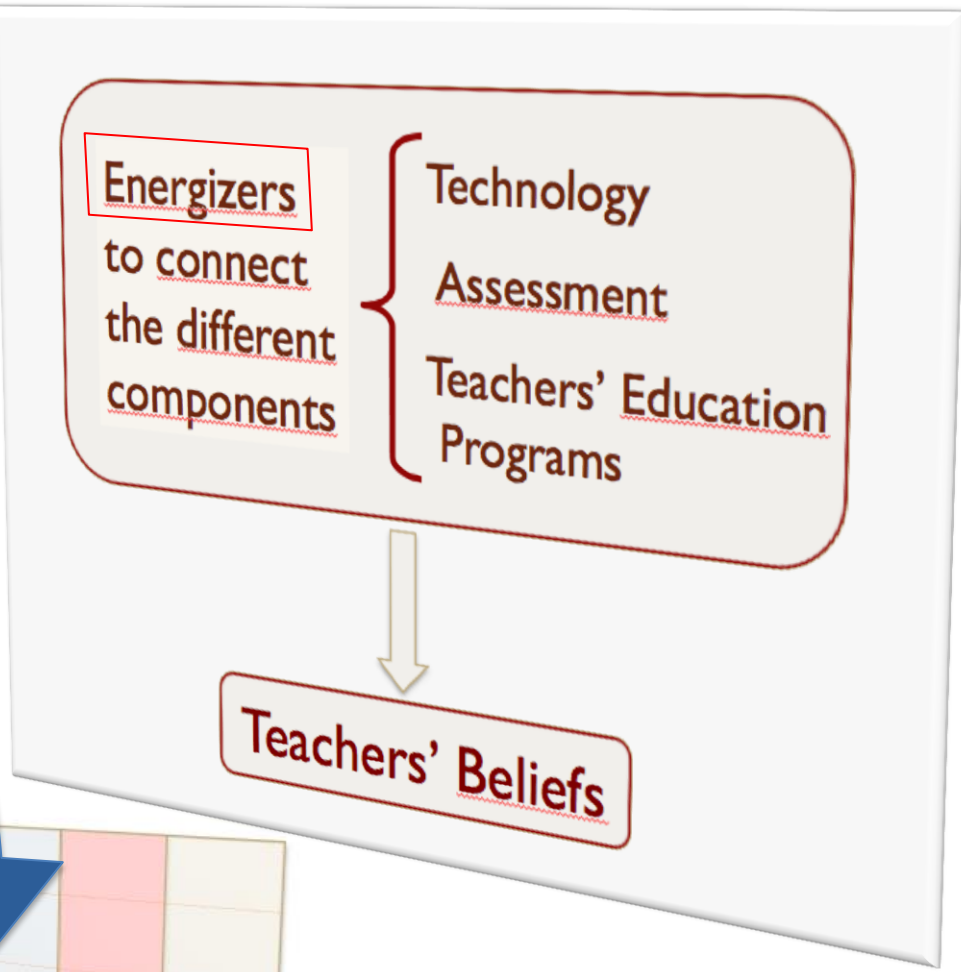 Energizers
to connect
the different
components
Technology
Assessment
Teachers’ Education
Programs
Teachers’ Beliefs